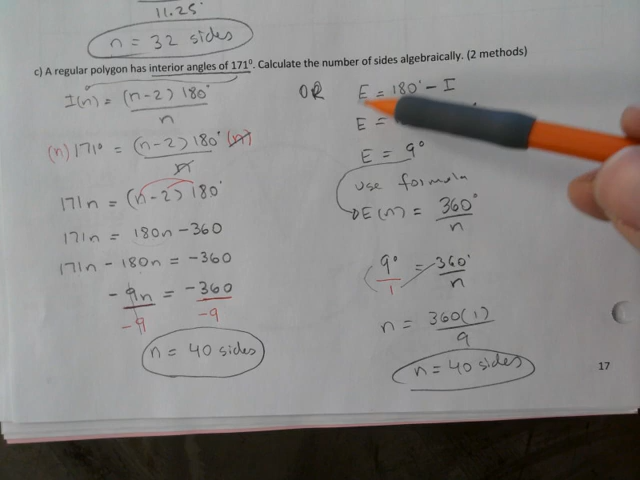 11.25
n = 32 sides
c) A regular polygon has interior angles of 171°. Calculate the number of sides algebraically. (2 methods)
I(n) = (n-2) 180°
n
(n) 171° = (n-2) 180° (n)
n
171n = (n-2) 180°
171n = 180n - 360
171n - 180n = -360
-9n = -360
-9 -9
n = 40 sides
OR
E = 180° - I
E =
E = 9°
use formula
E(n) = 360°
n
9° = 360°
1 n
n = 360(1)
9
n = 40 sides
17